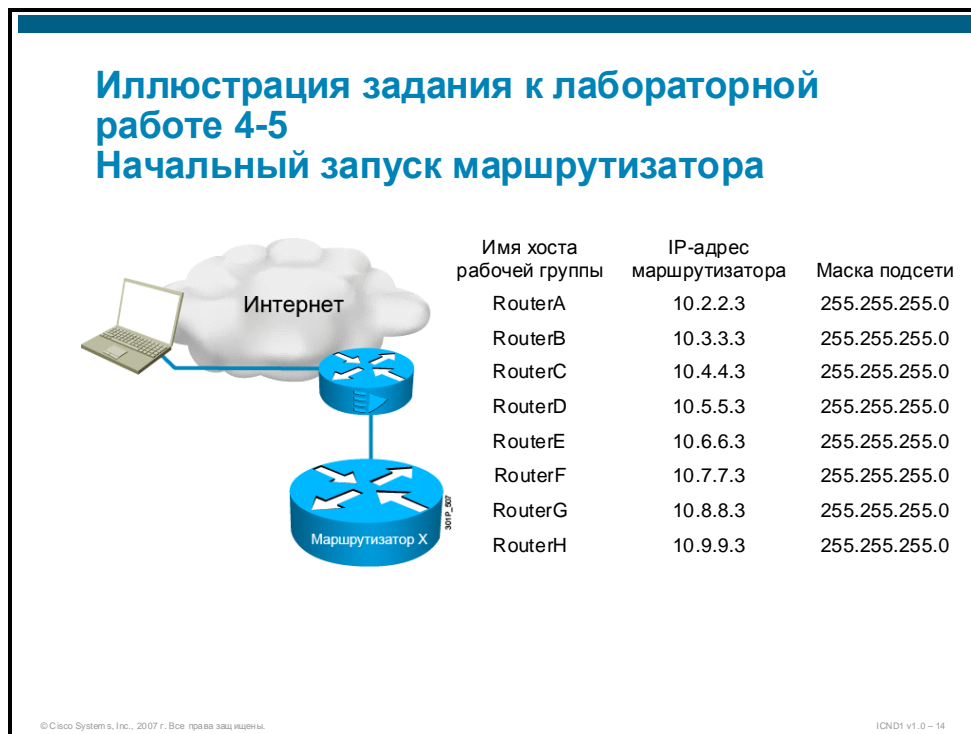 Иллюстрация задания к лабораторной
работе 4-5
Начальный запуск маршрутизатора
Интернет
Маршрутизатор X
301P_507
Имя хоста рабочей группы IP-адрес маршрутизатора Маска подсети
RouterA 10.2.2.3 255.255.255.0
RouterB 10.3.3.3 255.255.255.0
RouterC 10.4.4.3 255.255.255.0
RouterD 10.5.5.3 255.255.255.0
RouterE 10.6.6.3 255.255.255.0
RouterF 10.7.7.3 255.255.255.0
RouterG 10.8.8.3 255.255.255.0
RouterH 10.9.9.3 255.255.255.0
© Cisco Systems, Inc., 2007 г. Все права защищены.
ICND1 v1.0 – 14